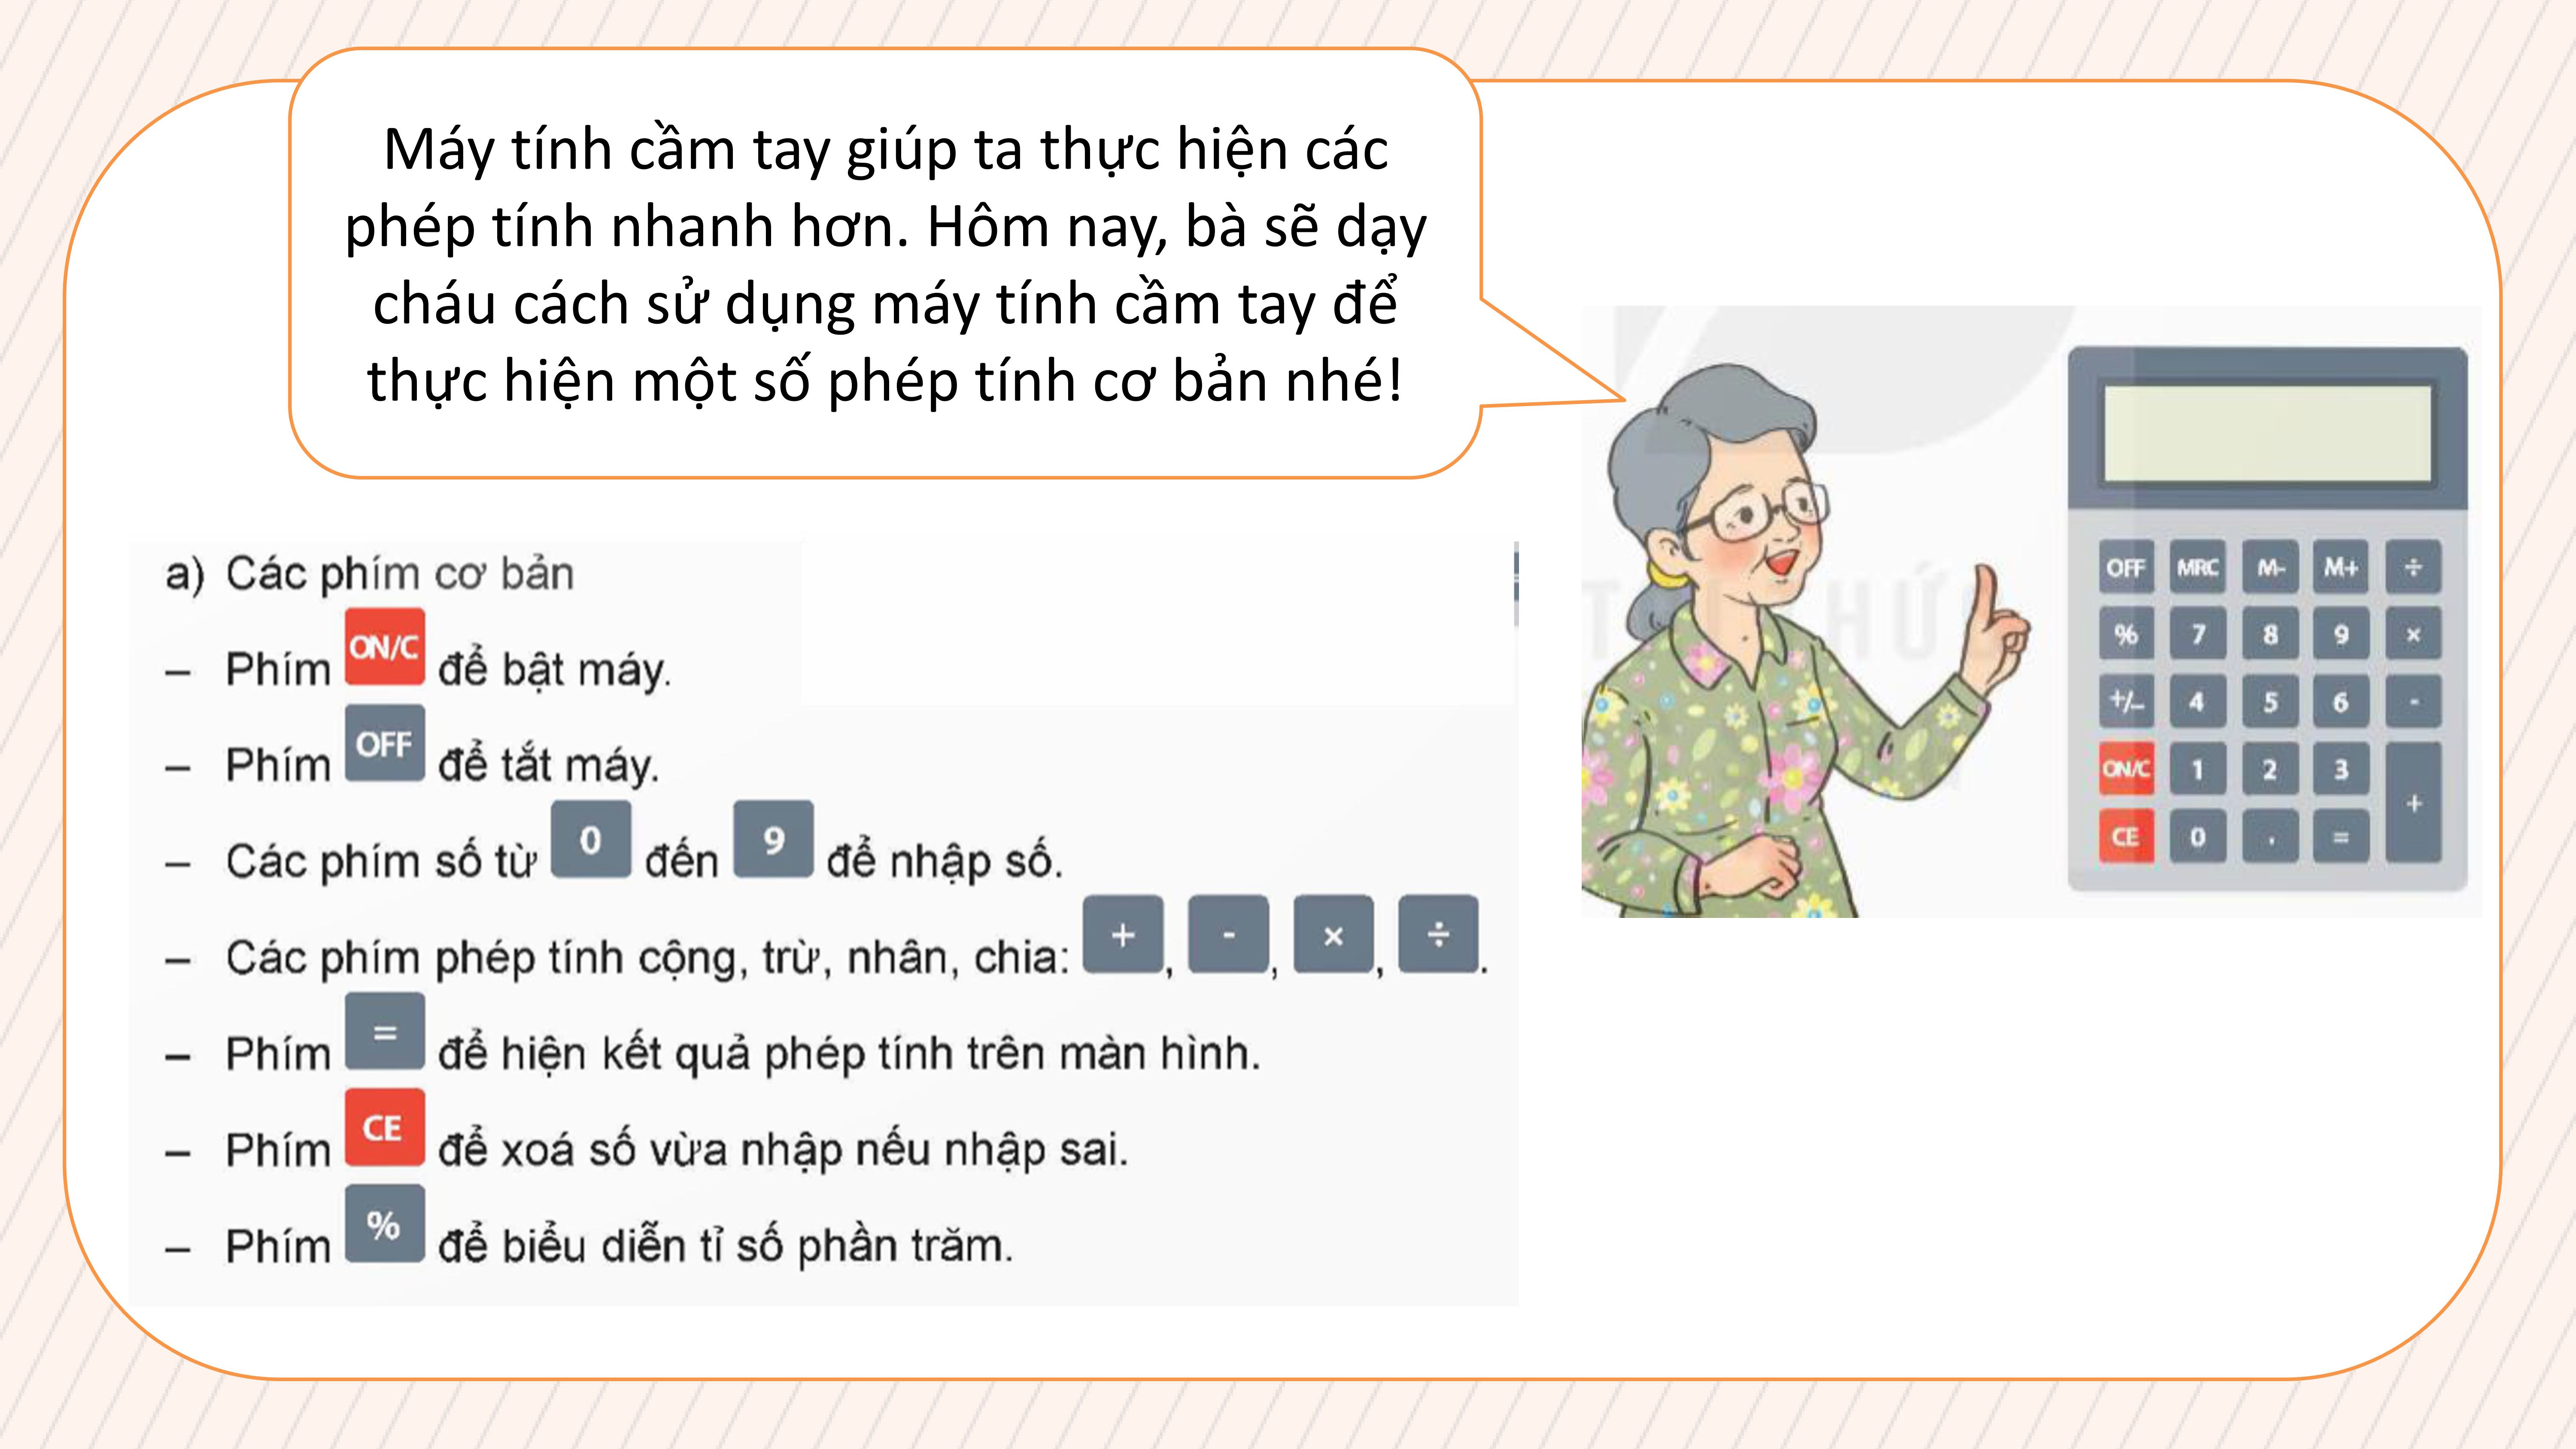 Máy tính cầm tay giúp ta thực hiện các
phép tính nhanh hơn. Hôm nay, bà sẽ dạy
cháu cách sử dụng máy tính cầm tay để
thực hiện một số phép tính cơ bản nhé!
a) Các phím cơ bản
– Phím ON/C để bật máy.
– Phím OFF để tắt máy.
– Các phím số từ 0 đến 9 để nhập số.
– Các phím phép tính cộng, trừ, nhân, chia: +, -, ×, ÷.
– Phím = để hiện kết quả phép tính trên màn hình.
– Phím CE để xoá số vừa nhập nếu nhập sai.
– Phím % để biểu diễn tỉ số phần trăm.
OFF MRC M- M+ ÷
% 7 8 9 ×
+/- 4 5 6 -
ON/C 1 2 3
+
CE 0 . =